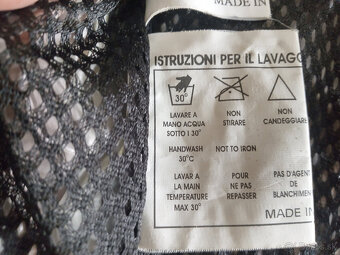 MADE IN
ISTRUZIONI PER IL LAVAGG
30°
LAVARE A
MANO ACQUA
SOTTO I 30°
NON
STIRARE
NON
CANDEGGIARE
HANDWASH
30°C
NOT TO IRON
LAVAR A
LA MAIN
TEMPERATURE
MAX 30°
POUR
NE PAS
REPASSER
PAS D'AGENT
DE
BLANCHIMEN
MADE IN